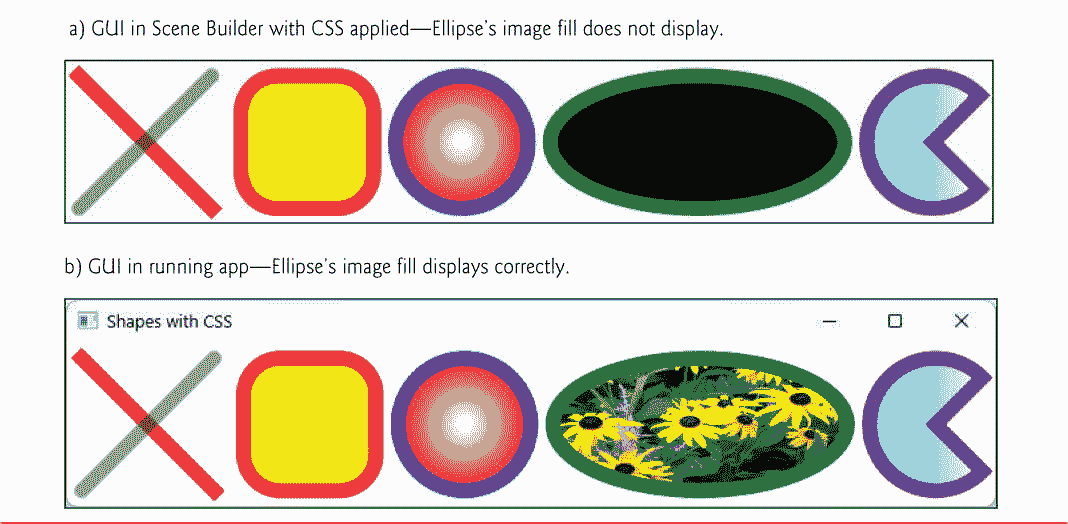 a) GUI in Scene Builder with CSS applied—Ellipse’s image fill does not display.
b) GUI in running app—Ellipse’s image fill displays correctly.
Shapes with CSS